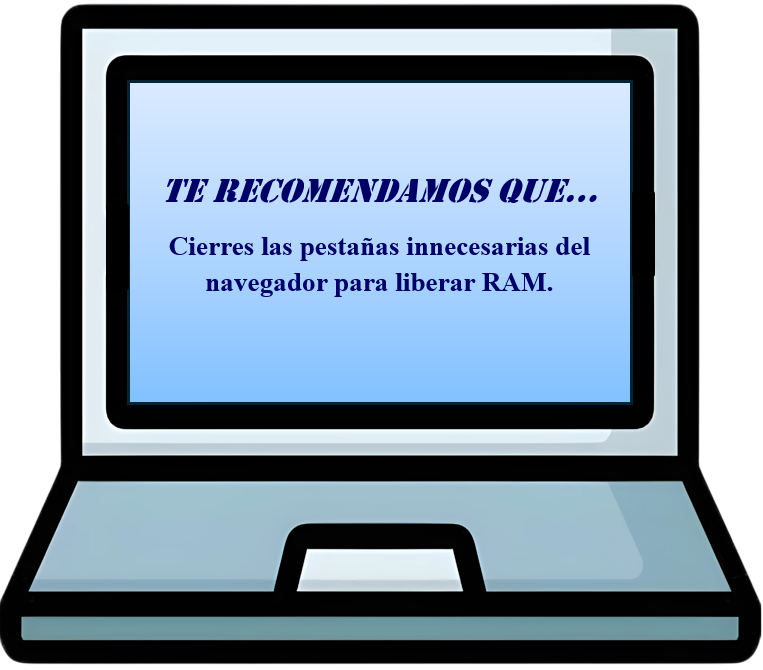 TE RECOMENDAMOS QUE...
Cierres las pestañas innecesarias del
navegador para liberar RAM.